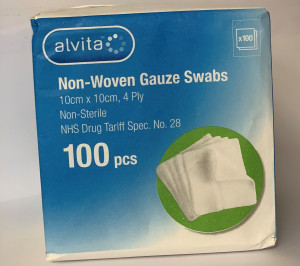 alvita
x100
Non-Woven Gauze Swabs
10cm x 10cm, 4 Ply
Non-Sterile
NHS Drug Tariff Spec. No. 28
100 pcs